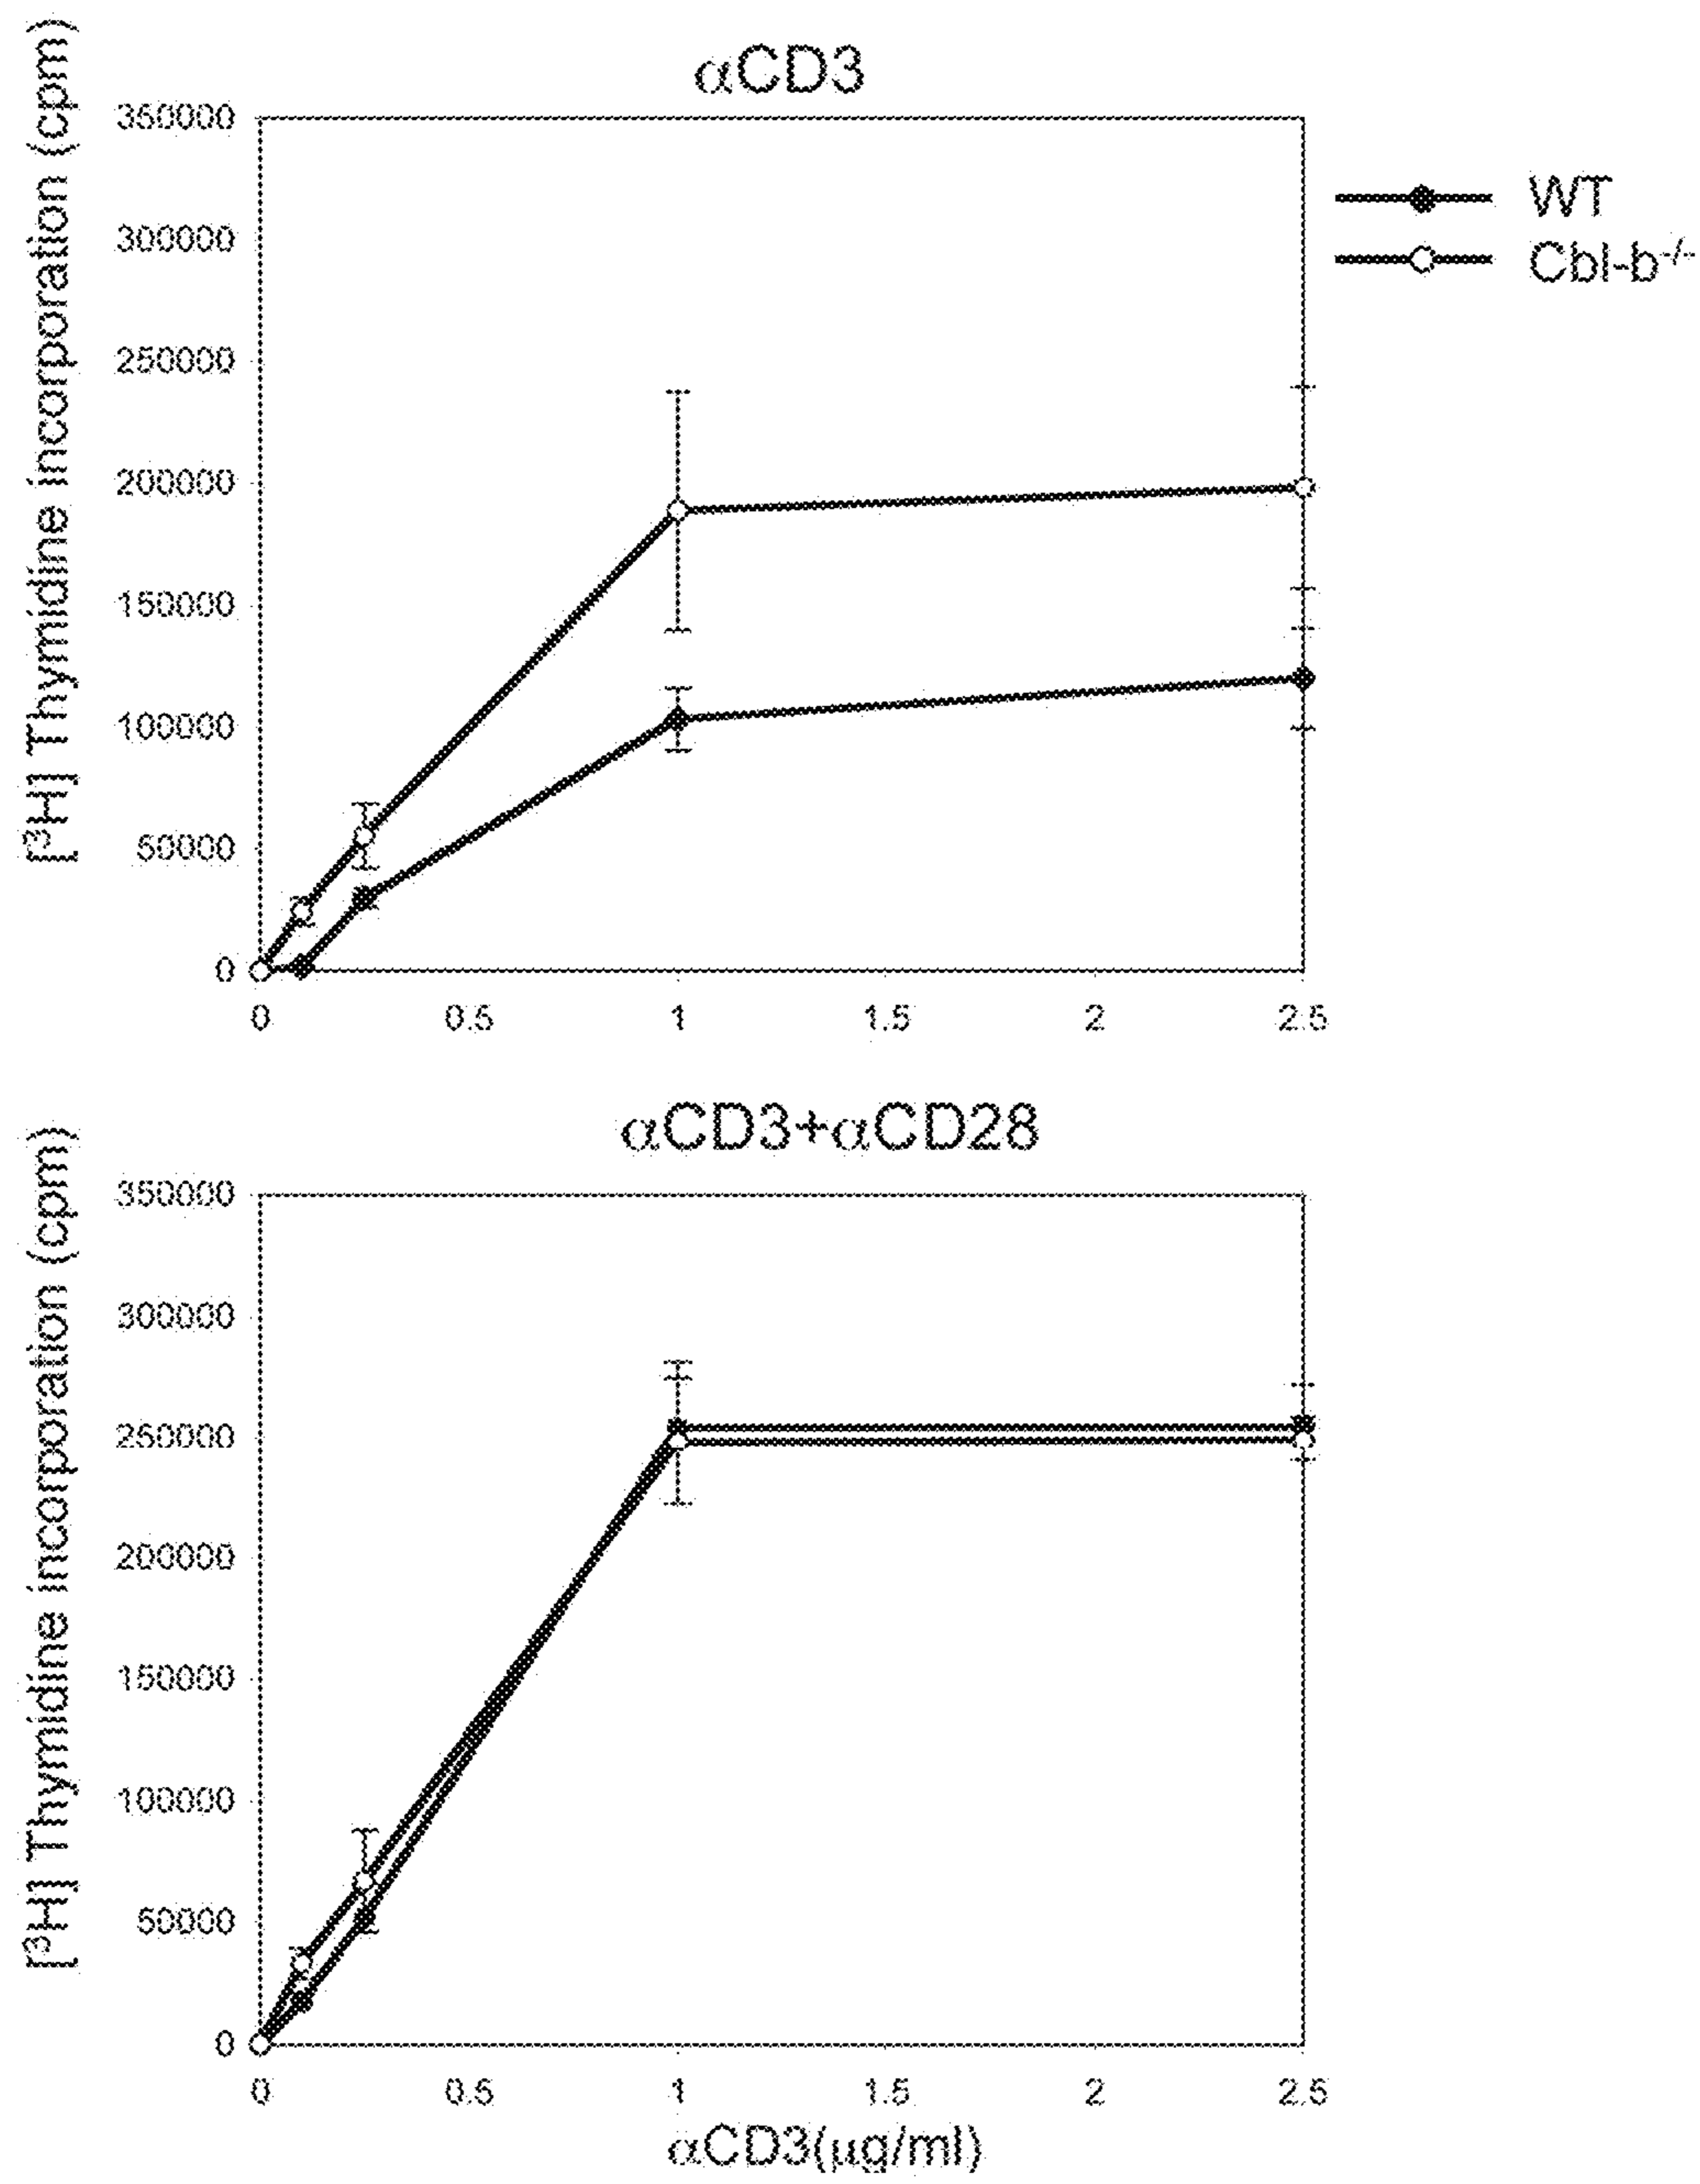 αCD3
[³H] Thymidine incorporation (cpm)
350000
300000
250000
200000
150000
100000
50000
0
0 0.5 1 1.5 2 2.5
WT
Cbl-b⁻/⁻
αCD3+αCD28
[³H] Thymidine incorporation (cpm)
350000
300000
250000
200000
150000
100000
50000
0
0 0.5 1 1.5 2 2.5
αCD3(μg/ml)